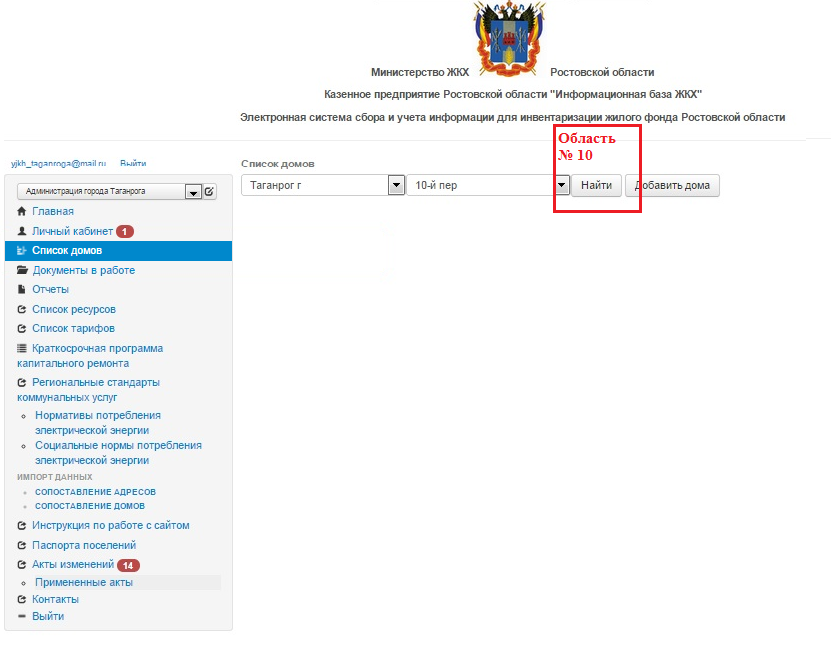 Министерство ЖКХ Ростовской области
Казенное предприятие Ростовской области "Информационная база ЖКХ"
Электронная система сбора и учета информации для инвентаризации жилого фонда Ростовской области
Область
№ 10
yjkh_taganroga@mail.ru Выйти
Список домов
Администрация города Таганрога
Таганрог г
10-й пер
Найти
Добавить дома
Главная
Личный кабинет 1
Список домов
Документы в работе
Отчеты
Список ресурсов
Список тарифов
Краткосрочная программа
капитального ремонта
Региональные стандарты
коммунальных услуг
Нормативы потребления
электрической энергии
Социальные нормы потребления
электрической энергии
ИМПОРТ ДАННЫХ
СОПОСТАВЛЕНИЕ АДРЕСОВ
СОПОСТАВЛЕНИЕ ДОМОВ
Инструкция по работе с сайтом
Паспорта поселений
Акты изменений 14
Примененные акты
Контакты
Выйти